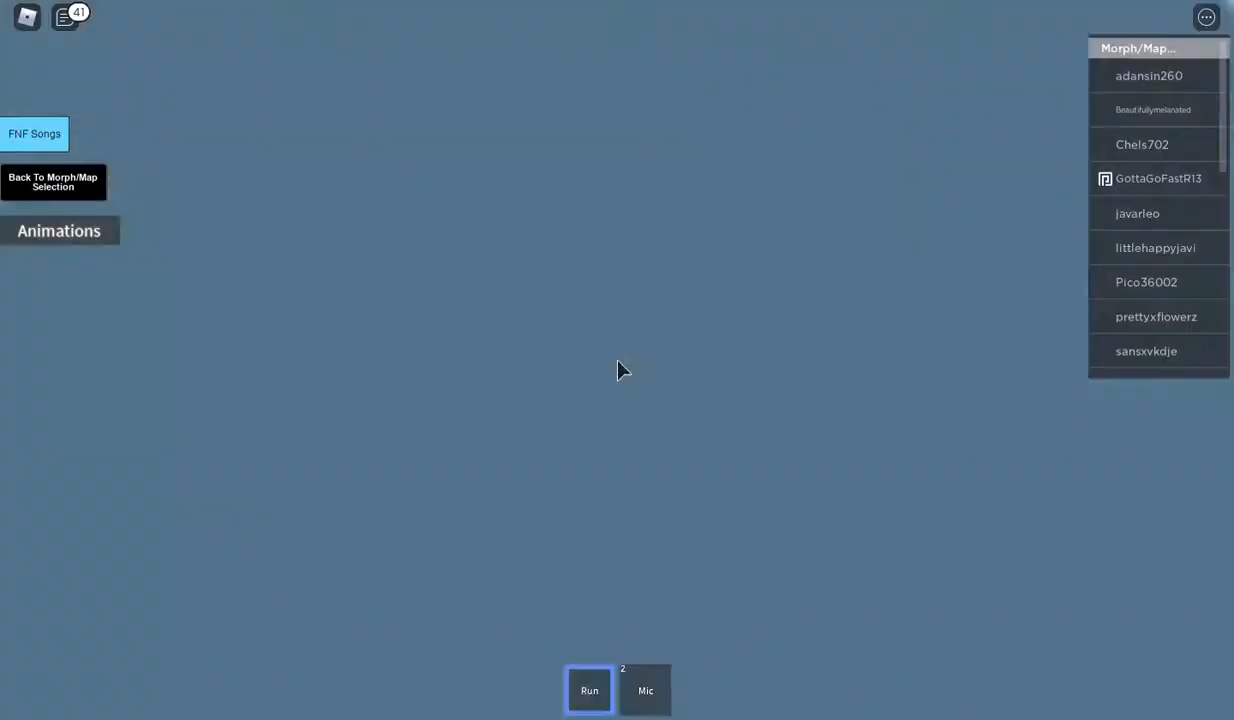 41
Morph/Map...
adansin260
Beautifullymelanated
Chels702
GottaGoFastR13
javarleo
littlehappyjavi
Pico36002
prettyxflowerz
sansxvkdje
FNF Songs
Back To Morph/Map
Selection
Animations
Run
2
Mic